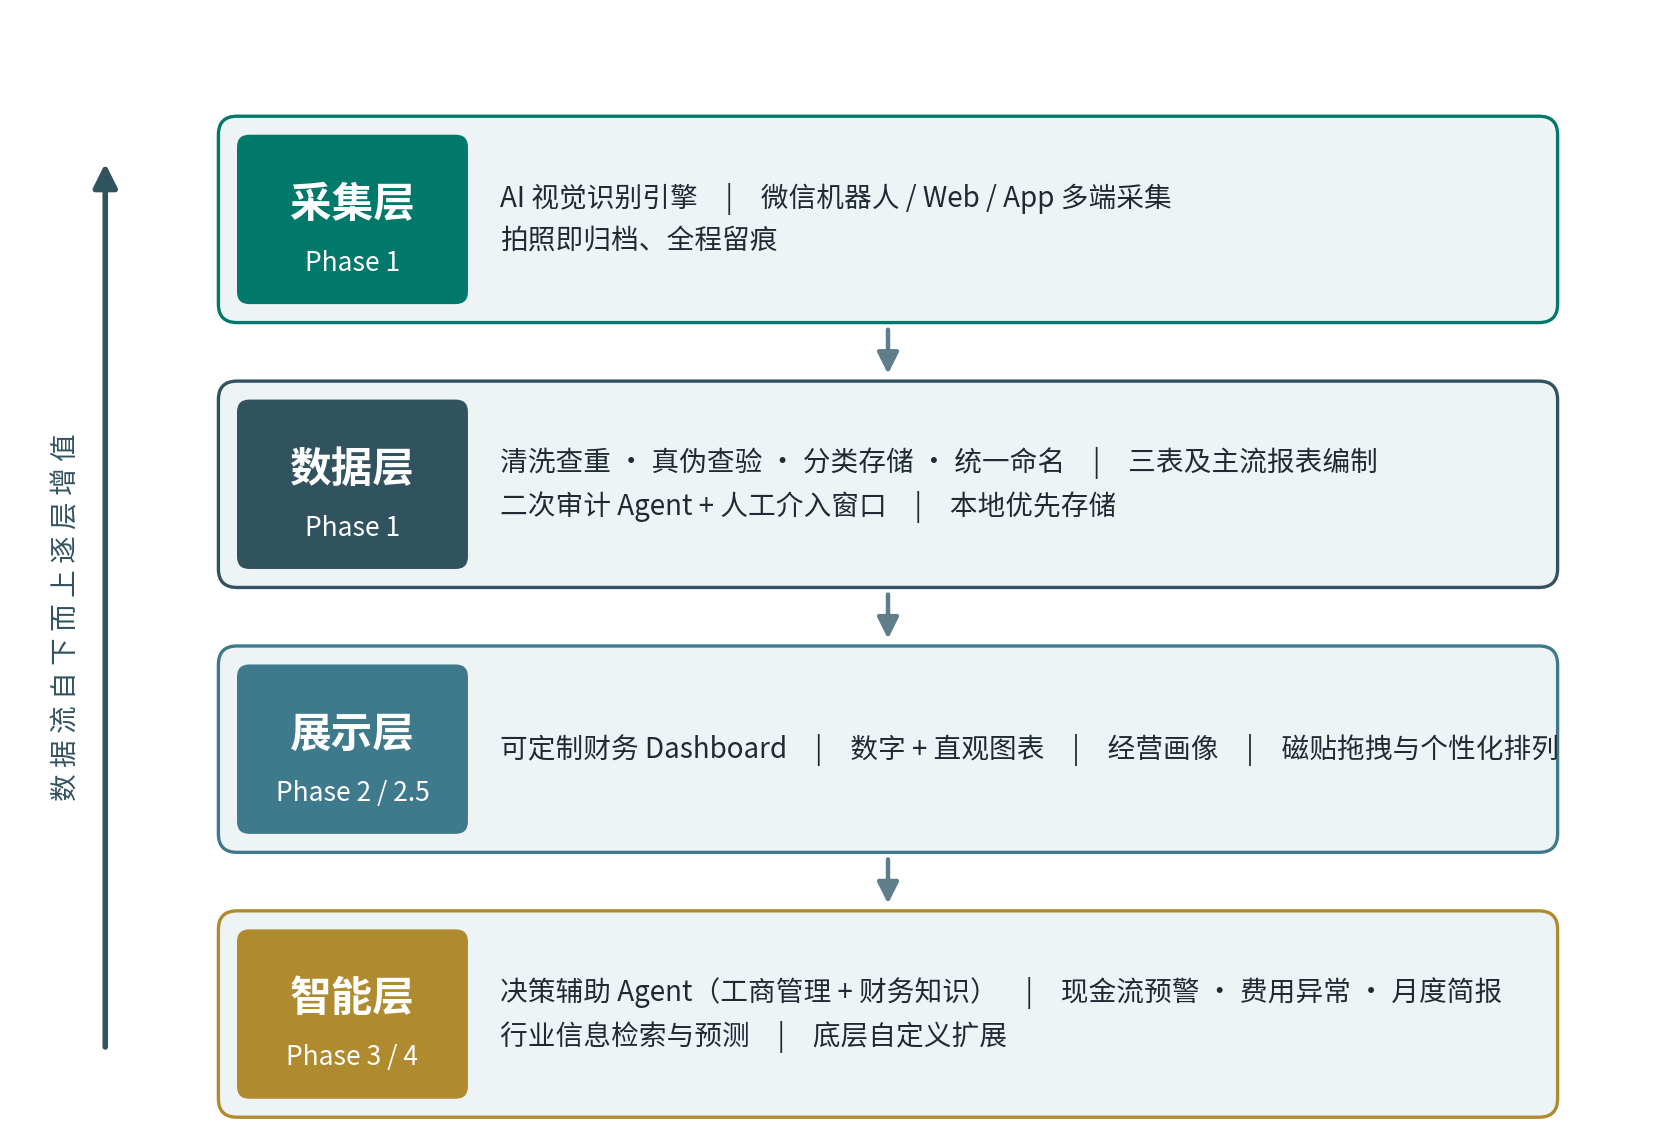 数据流自下而上逐层增值
采集层
Phase 1
AI 视觉识别引擎 | 微信机器人 / Web / App 多端采集
拍照即归档、全程留痕
数据层
Phase 1
清洗查重 · 真伪查验 · 分类存储 · 统一命名 | 三表及主流报表编制
二次审计 Agent + 人工介入窗口 | 本地优先存储
展示层
Phase 2 / 2.5
可定制财务 Dashboard | 数字 + 直观图表 | 经营画像 | 磁贴拖拽与个性化排列
智能层
Phase 3 / 4
决策辅助 Agent（工商管理 + 财务知识） | 现金流预警 · 费用异常 · 月度简报
行业信息检索与预测 | 底层自定义扩展